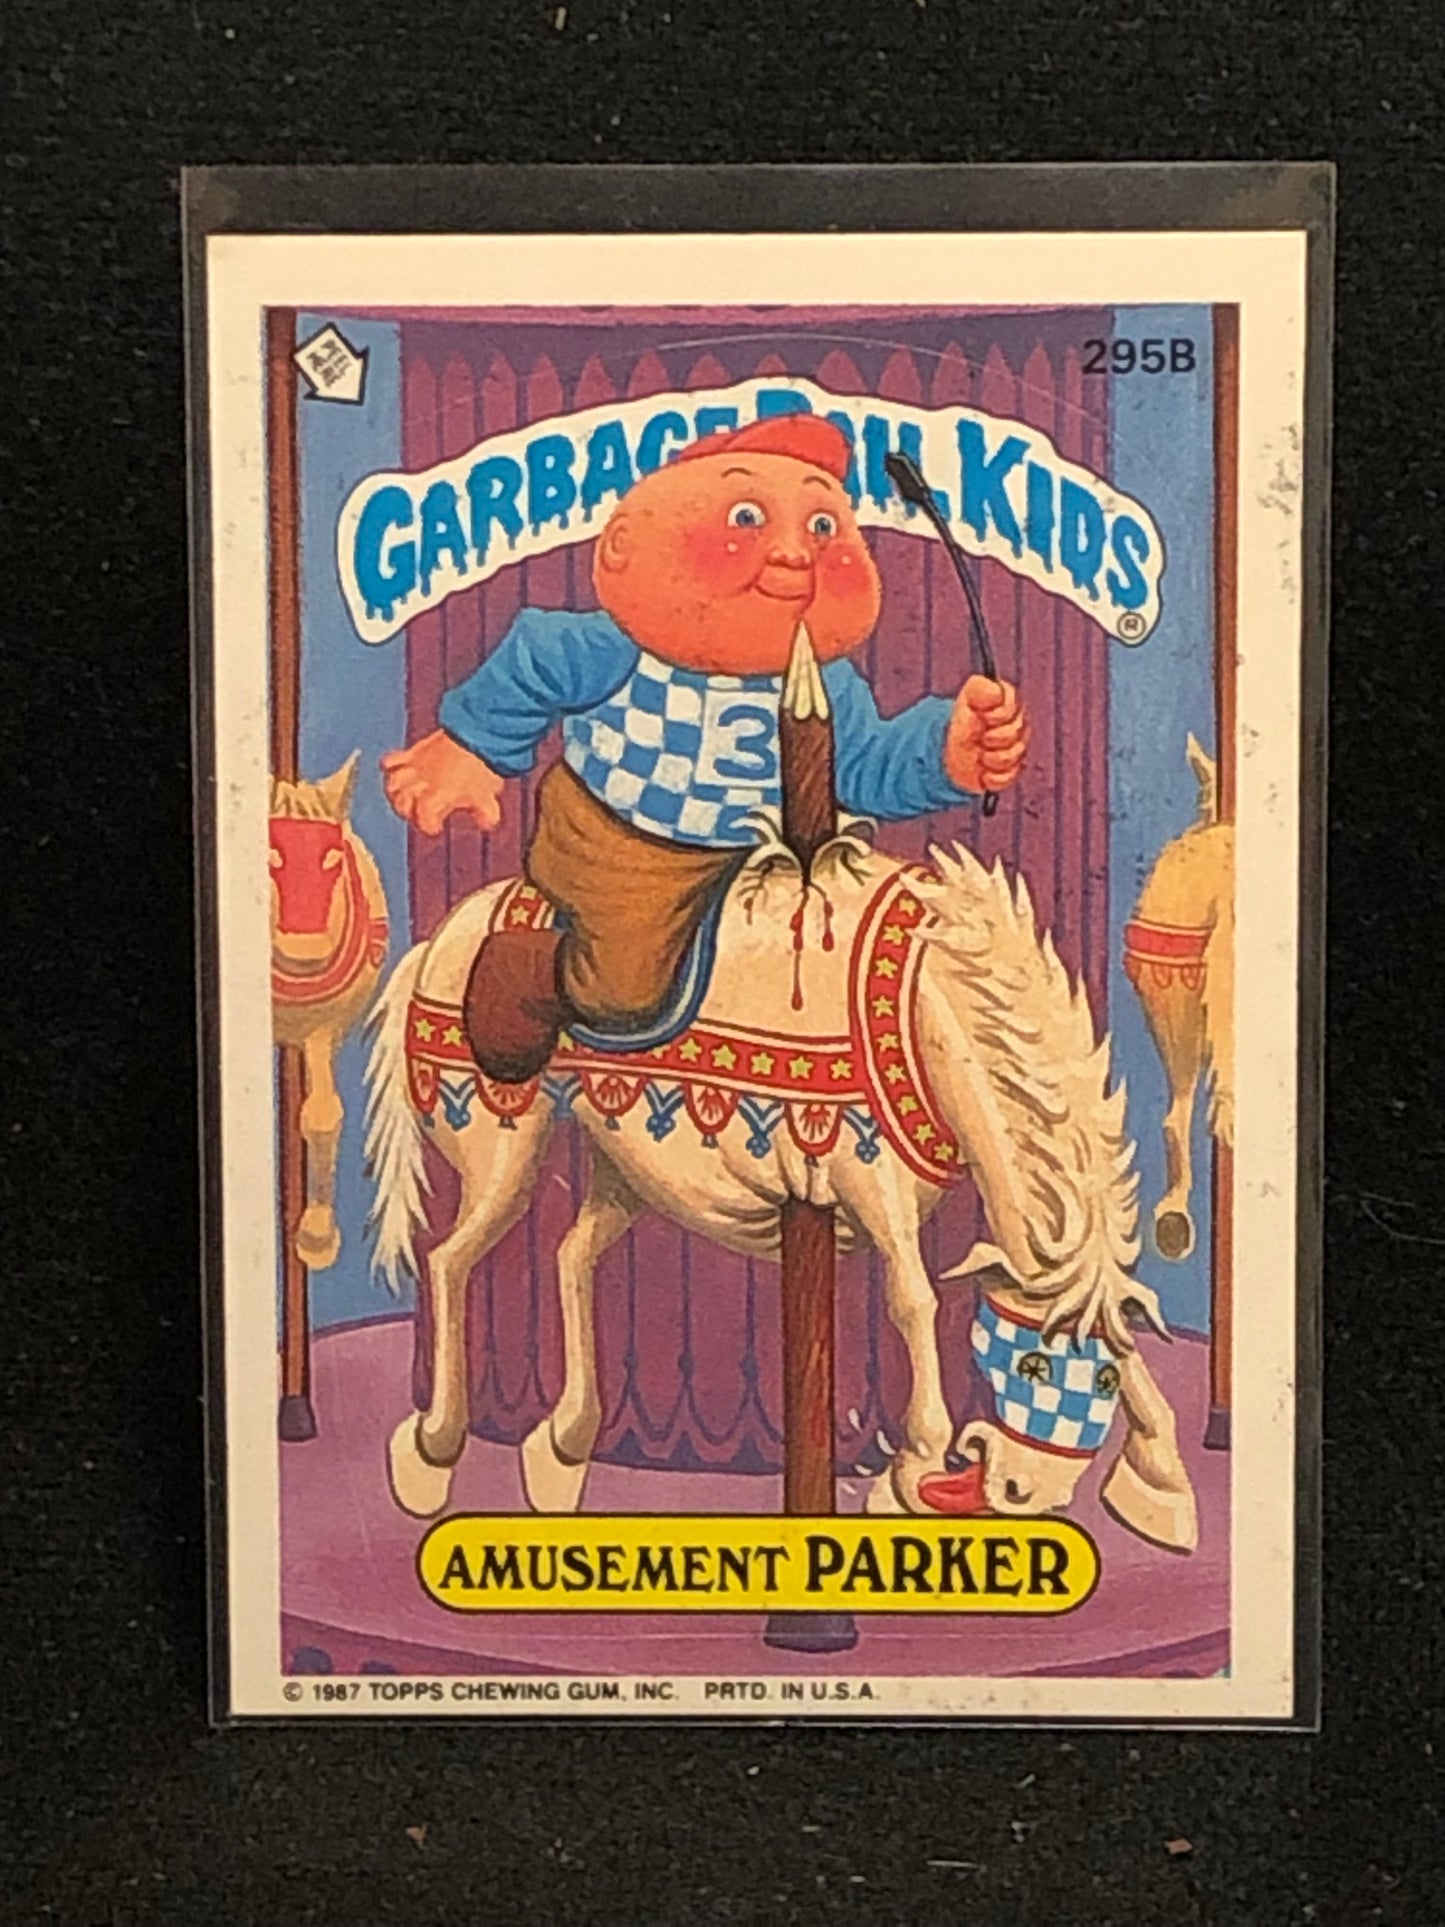 295B
GARBAGE PAIL KIDS
®
3
AMUSEMENT PARKER
© 1987 TOPPS CHEWING GUM, INC. PRTD. IN U.S.A.